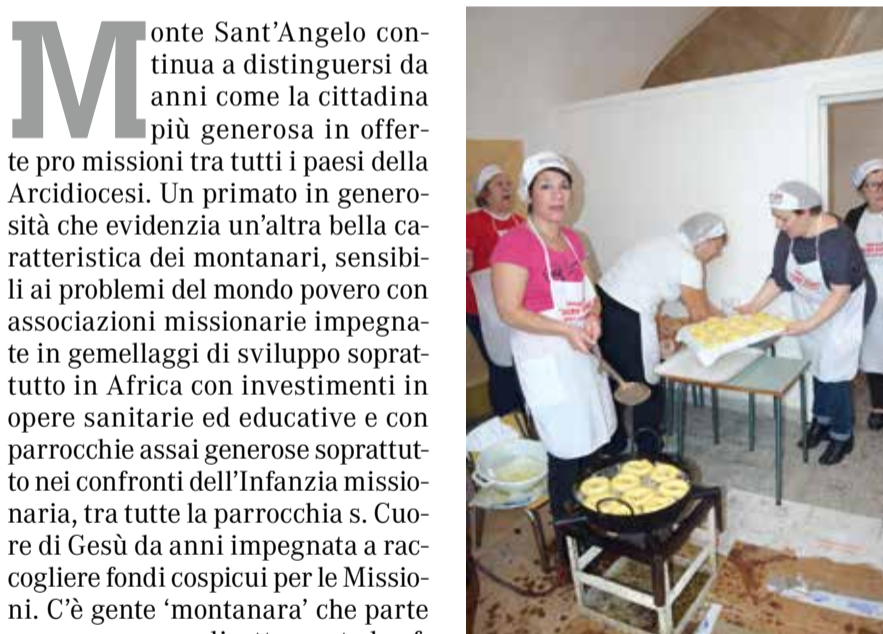 Monte Sant'Angelo con-
tinua a distinguersi da
anni come la cittadina
più generosa in offer-
te pro missioni tra tutti i paesi della
Arcidiocesi. Un primato in genero-
sità che evidenzia un'altra bella ca-
ratteristica dei montanari, sensibi-
li ai problemi del mondo povero con
associazioni missionarie impegna-
te in gemellaggi di sviluppo soprat-
tutto in Africa con investimenti in
opere sanitarie ed educative e con
parrocchie assai generose soprattut-
to nei confronti dell'Infanzia missio-
naria, tra tutte la parrocchia s. Cuo-
re di Gesù da anni impegnata a rac-
cogliere fondi cospicui per le Missio-
ni. C'è gente 'montanara' che parte